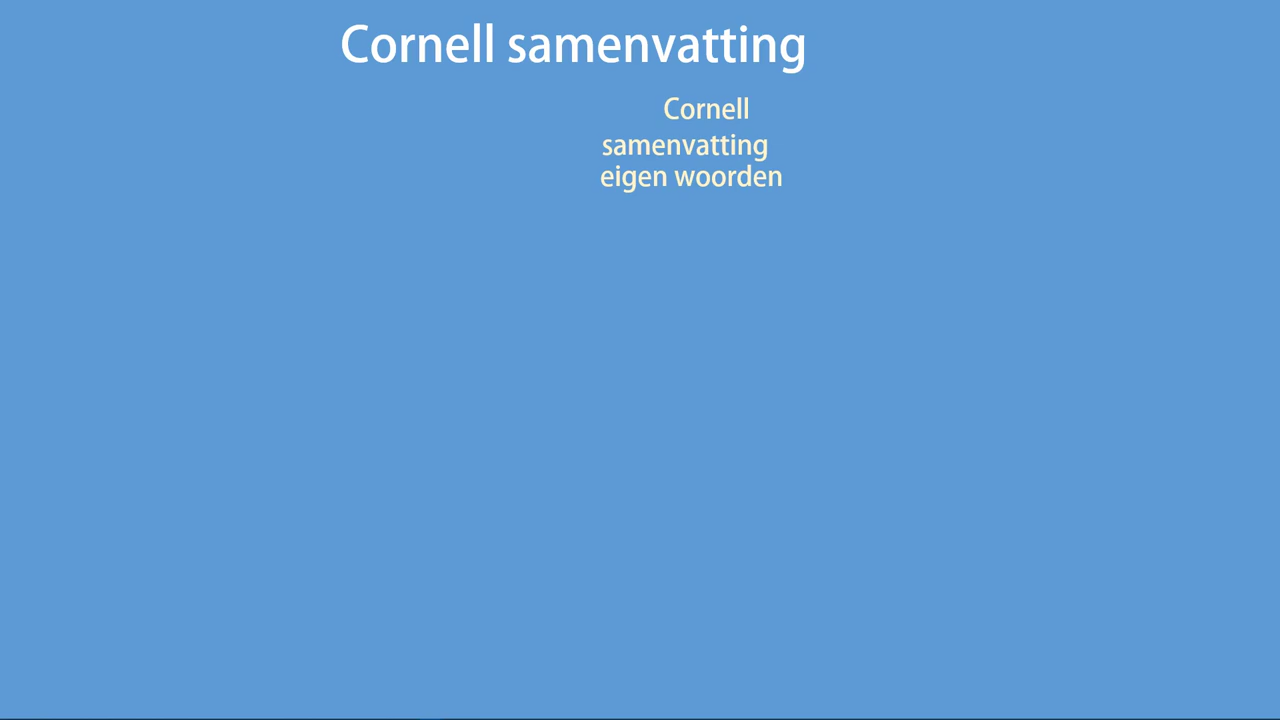 Cornell samenvatting
Cornell
samenvatting
eigen woorden